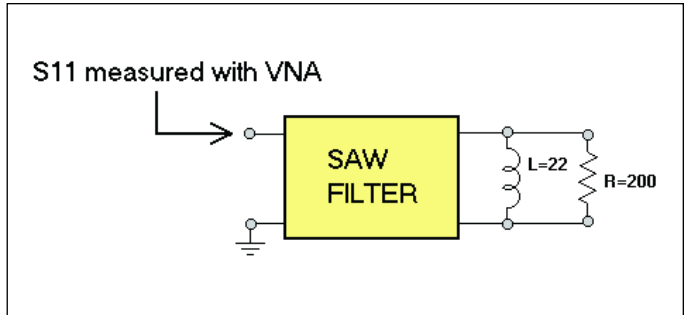 S11 measured with VNA
SAW
FILTER
L=22
R=200